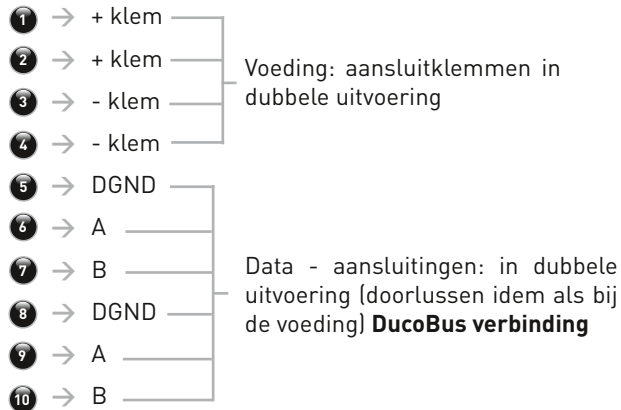 1 → + klem
2 → + klem
3 → - klem
4 → - klem
Voeding: aansluitklemmen in
dubbele uitvoering
5 → DGND
6 → A
7 → B
8 → DGND
9 → A
10 → B
Data - aansluitingen: in dubbele
uitvoering (doorlussen idem als bij
de voeding) DucoBus verbinding